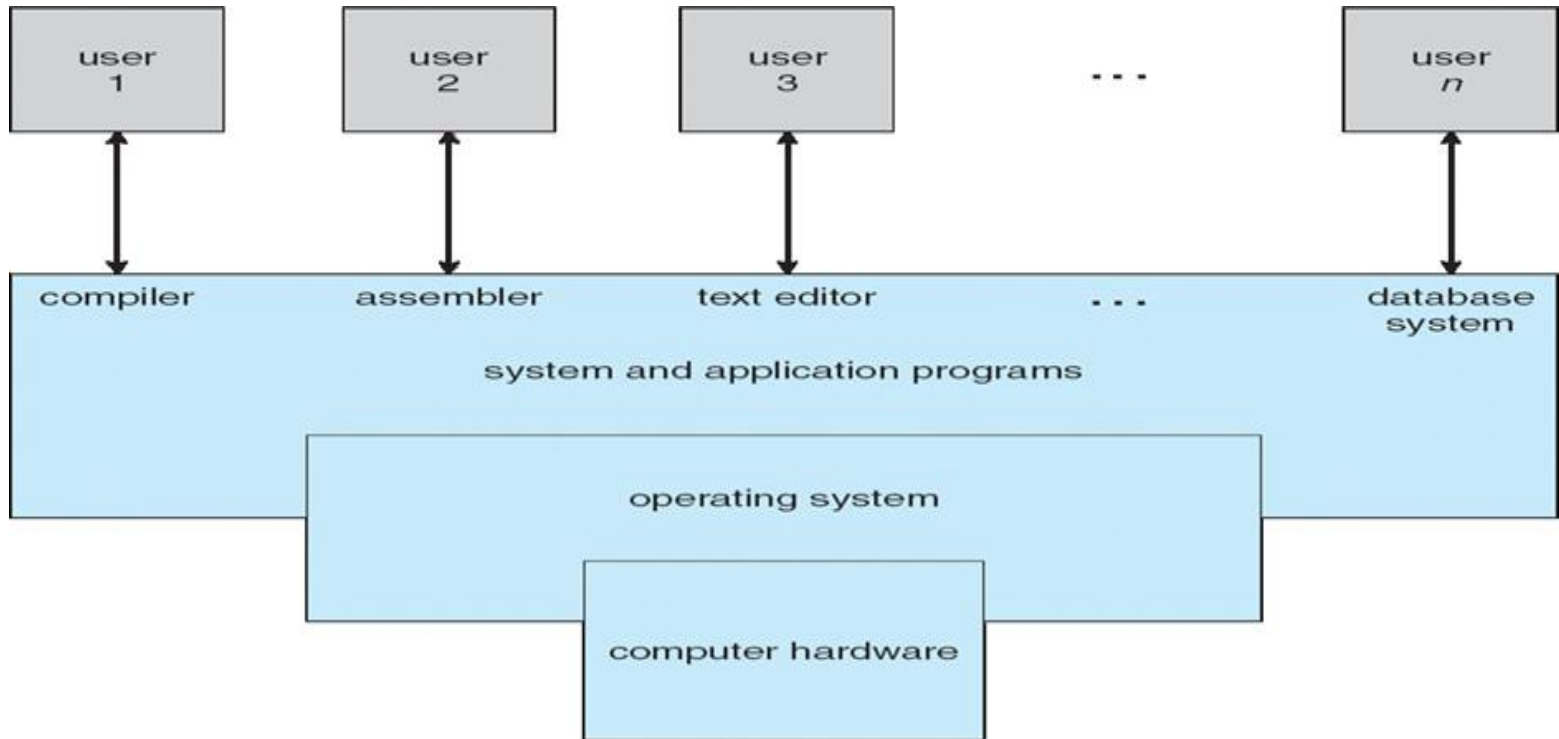 user
1
user
2
user
3
...
user
n
compiler
assembler
text editor
...
database
system
system and application programs
operating system
computer hardware